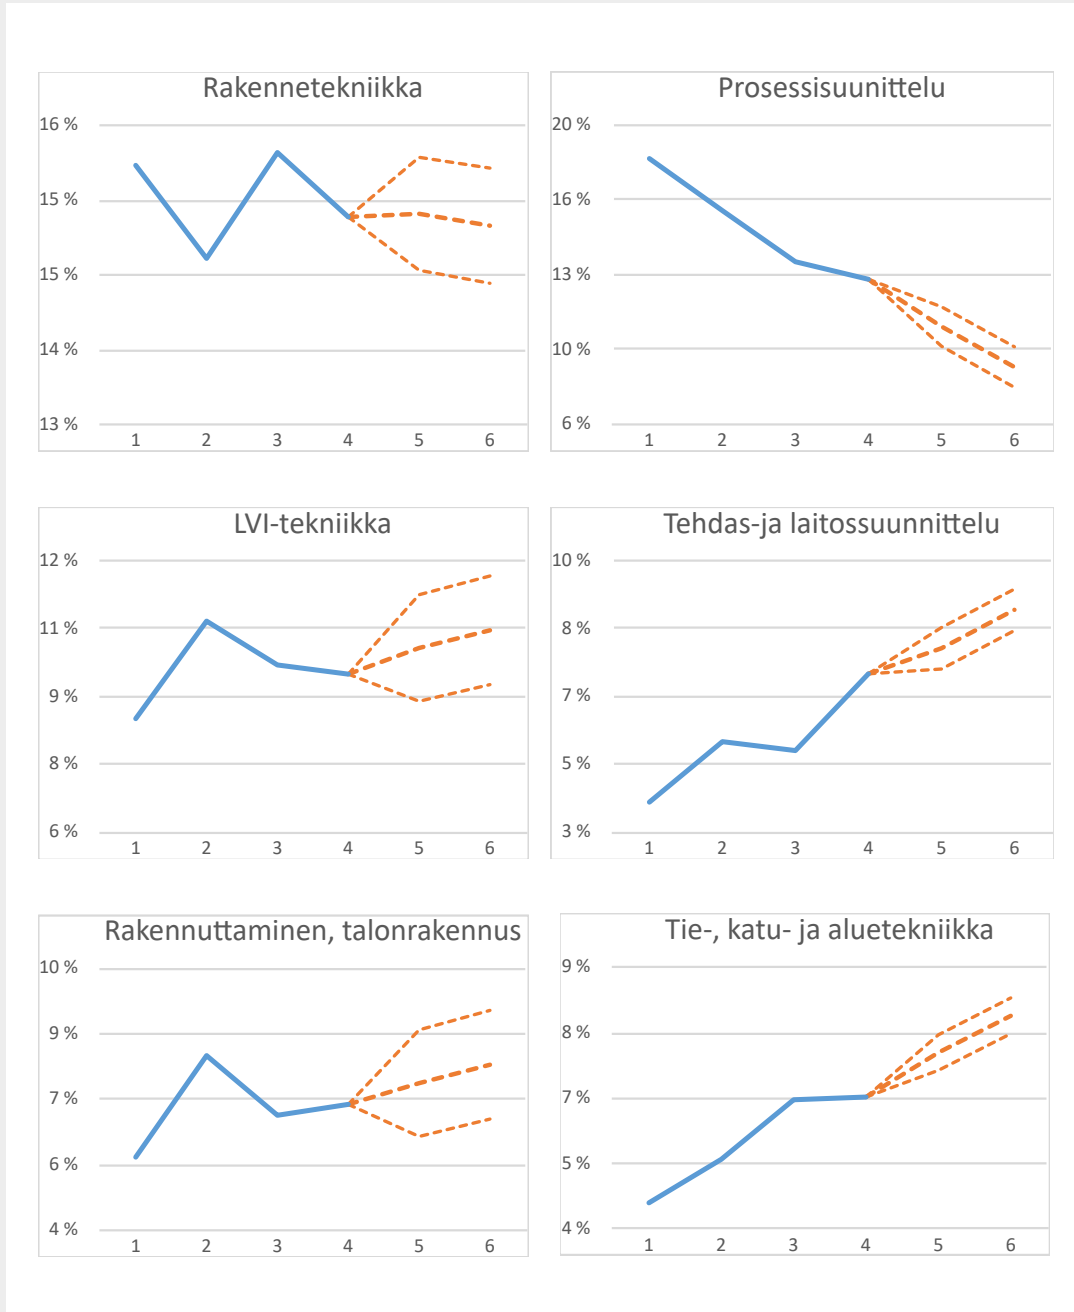 Rakennetekniikka
16 %
15 %
15 %
14 %
13 %
1 2 3 4 5 6
Prosessisuunittelu
20 %
16 %
13 %
10 %
6 %
1 2 3 4 5 6
LVI-tekniikka
12 %
11 %
9 %
8 %
6 %
1 2 3 4 5 6
Tehdas-ja laitossuunnittelu
10 %
8 %
7 %
5 %
3 %
1 2 3 4 5 6
Rakennuttaminen, talonrakennus
10 %
9 %
7 %
6 %
4 %
1 2 3 4 5 6
Tie-, katu- ja aluetekniikka
9 %
8 %
7 %
5 %
4 %
1 2 3 4 5 6